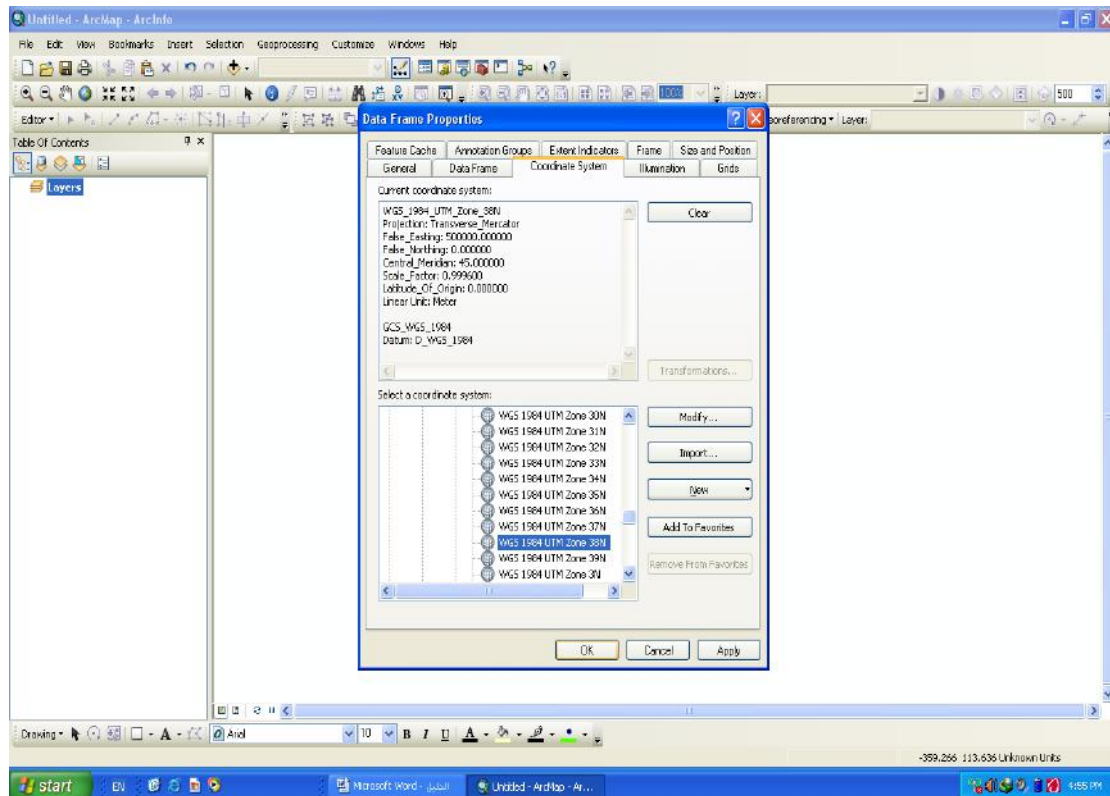 Untitled - ArcMap - ArcInfo
File Edit View Bookmarks Insert Selection Geoprocessing Customize Windows Help
100% Layer: 500
Editor Georeferencing Layer:
Table Of Contents
Layers
Data Frame Properties
Feature Cache Annotation Groups Extent Indicators Frame Size and Position
General Data Frame Coordinate System Illumination Grids
Current coordinate system:
WGS_1984_UTM_Zone_38N
Projection: Transverse_Mercator
False_Easting: 500000.000000
False_Northing: 0.000000
Central_Meridian: 45.000000
Scale_Factor: 0.999600
Latitude_Of_Origin: 0.000000
Linear Unit: Meter
GCS_WGS_1984
Datum: D_WGS_1984
Clear
Transformations...
Select a coordinate system:
WGS 1984 UTM Zone 30N
WGS 1984 UTM Zone 31N
WGS 1984 UTM Zone 32N
WGS 1984 UTM Zone 33N
WGS 1984 UTM Zone 34N
WGS 1984 UTM Zone 35N
WGS 1984 UTM Zone 36N
WGS 1984 UTM Zone 37N
WGS 1984 UTM Zone 38N
WGS 1984 UTM Zone 39N
WGS 1984 UTM Zone 3N
Modify...
Import...
New
Add To Favorites
Remove From Favorites
OK Cancel Apply
Drawing A Arial 10 B I U A
-359.266 113.636 Unknown Units
start EN Microsoft Word - الدليل Untitled - ArcMap - Ar... 4:55 PM